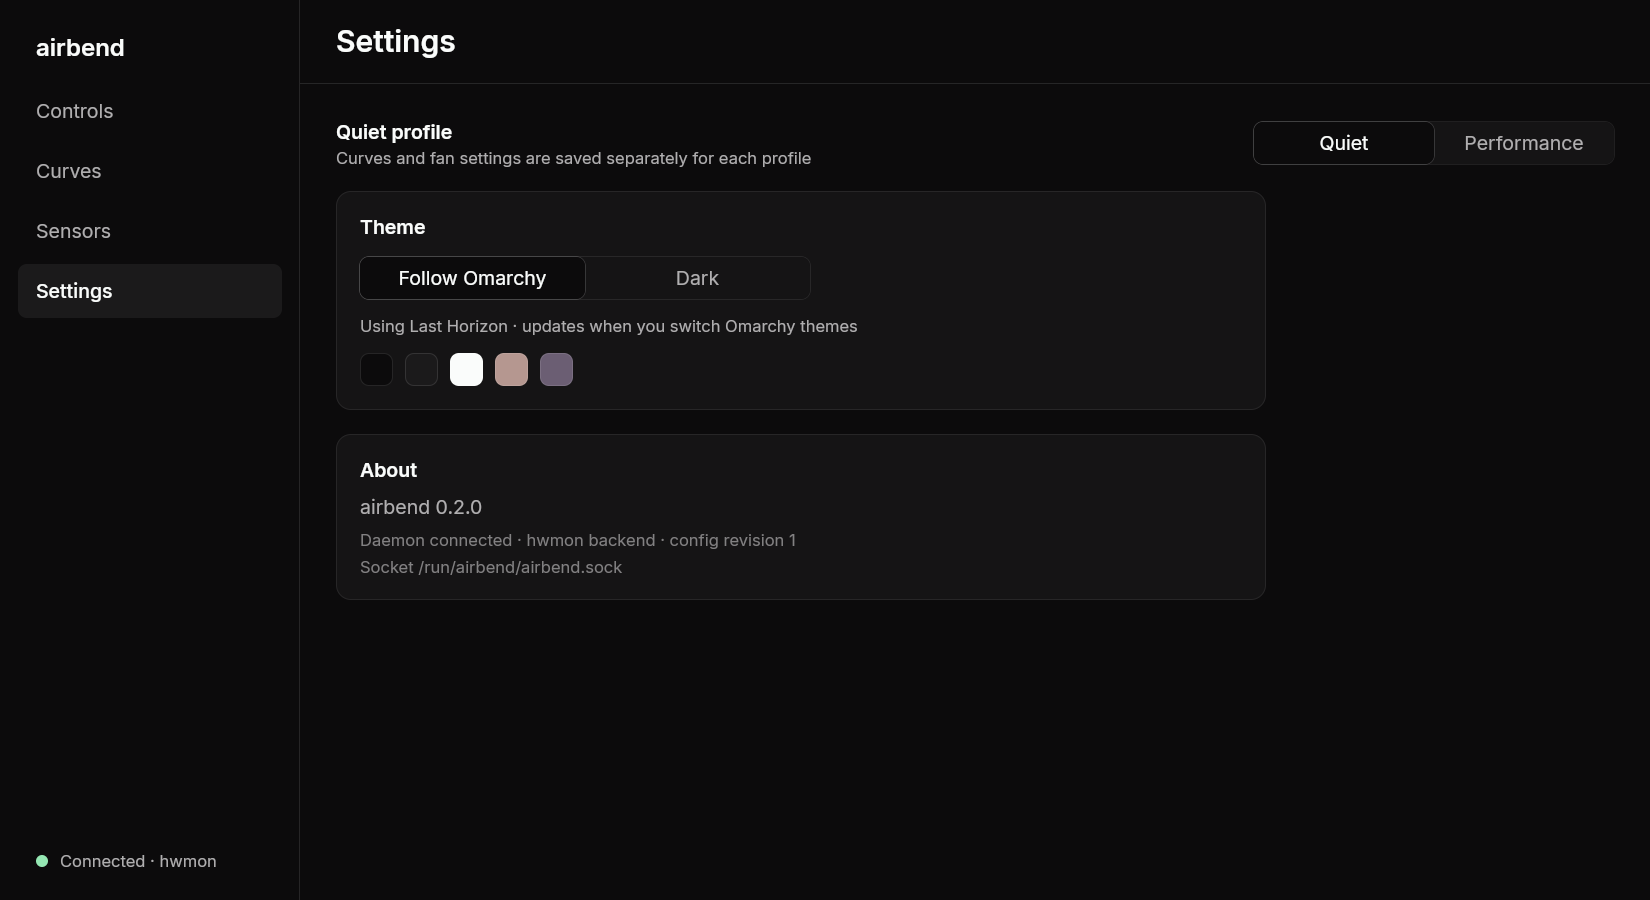 airbend
Controls
Curves
Sensors
Settings
Connected · hwmon
Settings
Quiet profile
Curves and fan settings are saved separately for each profile
Quiet
Performance
Theme
Follow Omarchy
Dark
Using Last Horizon · updates when you switch Omarchy themes
About
airbend 0.2.0
Daemon connected · hwmon backend · config revision 1
Socket /run/airbend/airbend.sock